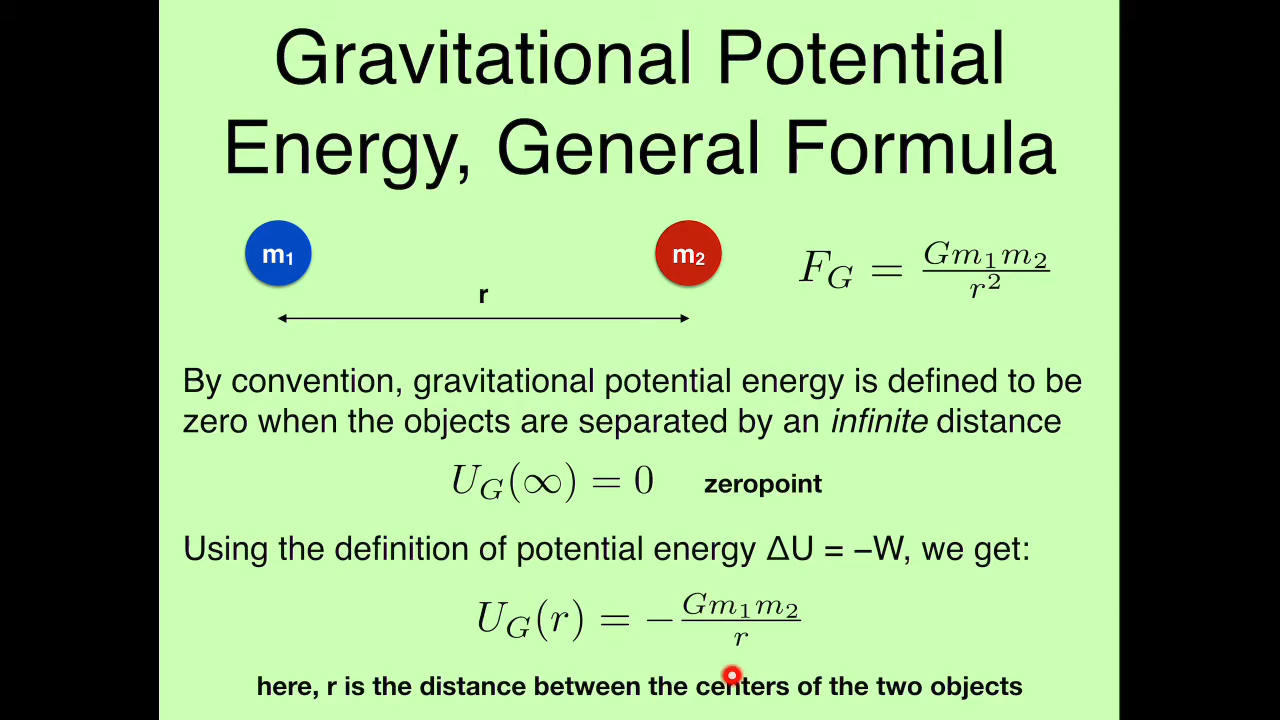 Gravitational Potential
Energy, General Formula
m₁
m₂
F_G = Gm₁m₂ / r²
r
By convention, gravitational potential energy is defined to be
zero when the objects are separated by an infinite distance
U_G(∞) = 0 zeropoint
Using the definition of potential energy ΔU = –W, we get:
U_G(r) = −Gm₁m₂ / r
here, r is the distance between the centers of the two objects